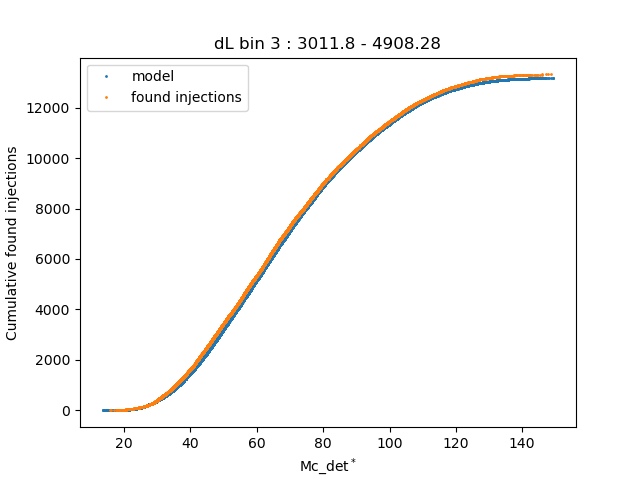 dL bin 3 : 3011.8 - 4908.28
model
found injections
Cumulative found injections
12000
10000
8000
6000
4000
2000
0
20 40 60 80 100 120 140
Mc_det*